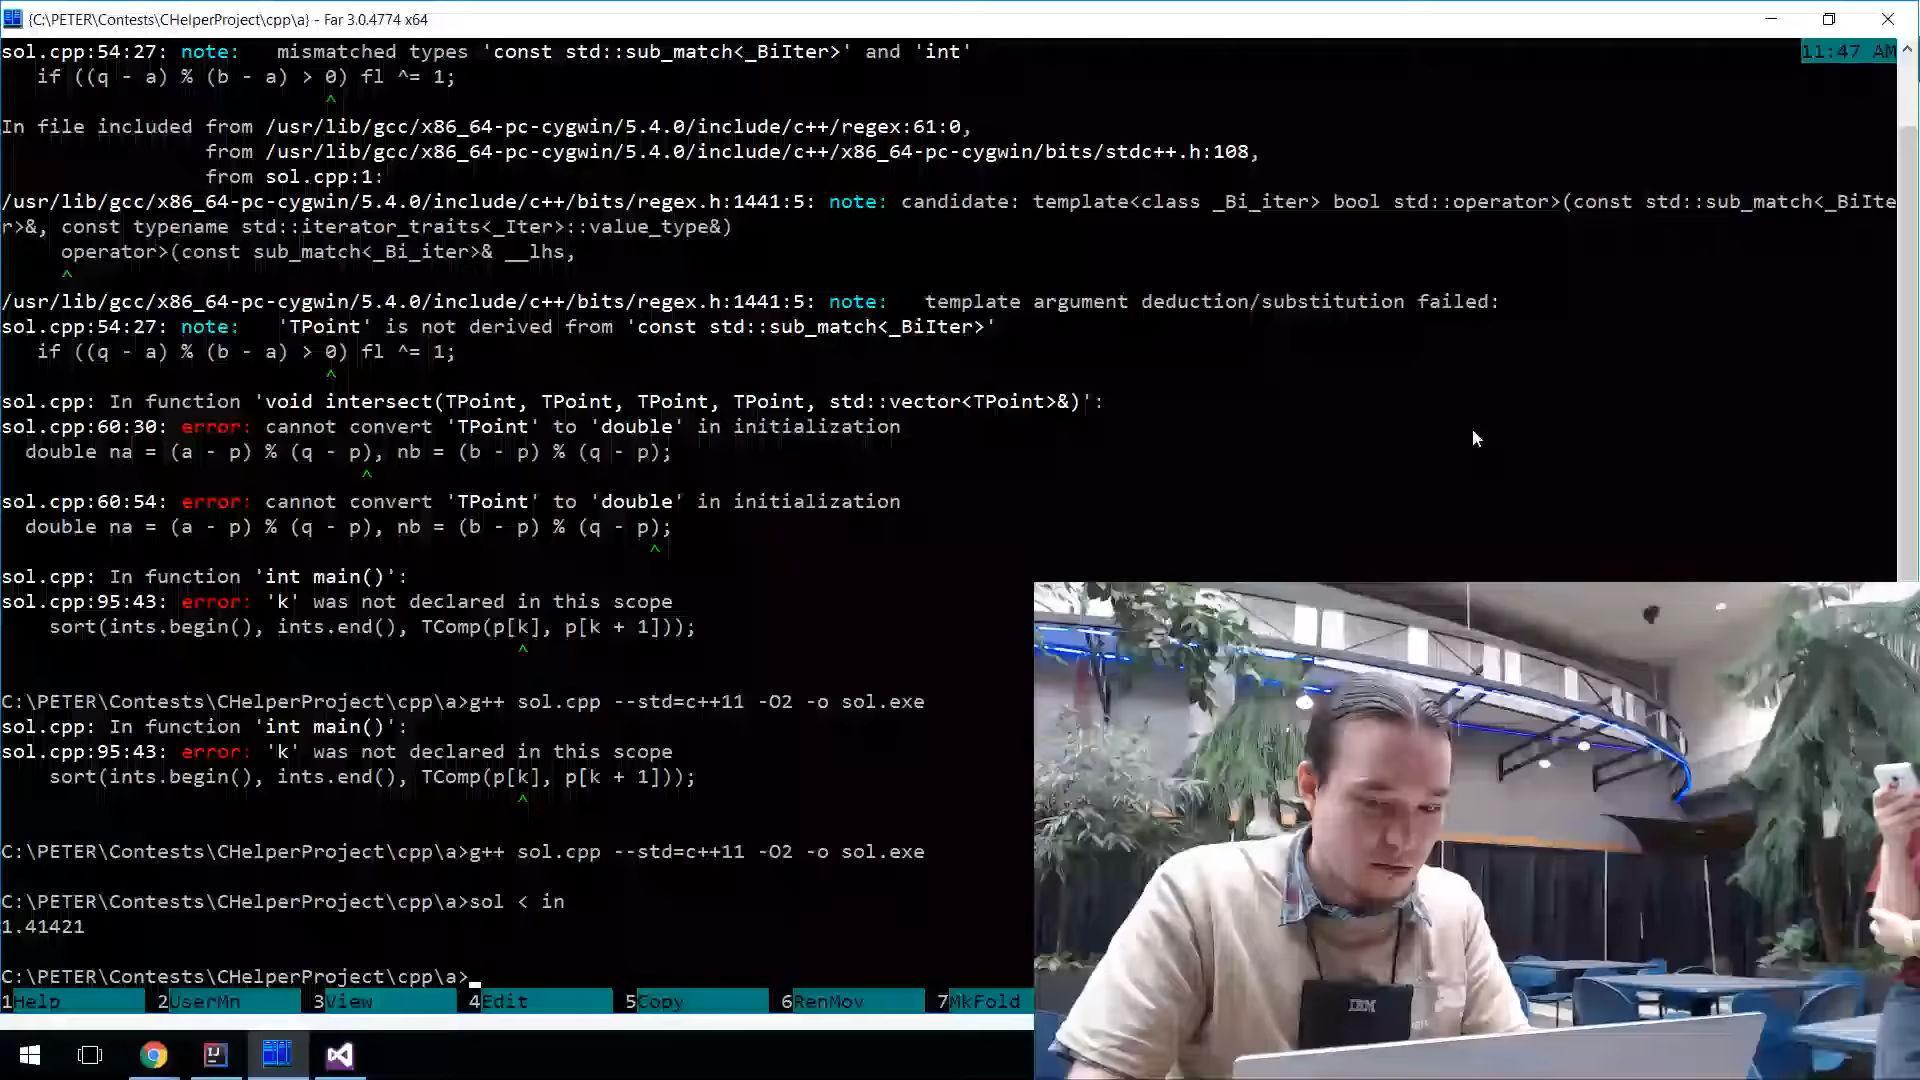 {C:\PETER\Contests\CHelperProject\cpp\a} - Far 3.0.4774 x64
sol.cpp:54:27: note:   mismatched types 'const std::sub_match<_BiIter>' and 'int'
11:47 AM
if ((q - a) % (b - a) > 0) fl ^= 1;
^
In file included from /usr/lib/gcc/x86_64-pc-cygwin/5.4.0/include/c++/regex:61:0,
from /usr/lib/gcc/x86_64-pc-cygwin/5.4.0/include/c++/x86_64-pc-cygwin/bits/stdc++.h:108,
from sol.cpp:1:
/usr/lib/gcc/x86_64-pc-cygwin/5.4.0/include/c++/bits/regex.h:1441:5: note: candidate: template<class _Bi_iter> bool std::operator>(const std::sub_match<_BiIte
r>&, const typename std::iterator_traits<_Iter>::value_type&)
operator>(const sub_match<_Bi_iter>& __lhs,
^
/usr/lib/gcc/x86_64-pc-cygwin/5.4.0/include/c++/bits/regex.h:1441:5: note:   template argument deduction/substitution failed:
sol.cpp:54:27: note:   'TPoint' is not derived from 'const std::sub_match<_BiIter>'
if ((q - a) % (b - a) > 0) fl ^= 1;
^
sol.cpp: In function 'void intersect(TPoint, TPoint, TPoint, TPoint, std::vector<TPoint>&)':
sol.cpp:60:30: error: cannot convert 'TPoint' to 'double' in initialization
double na = (a - p) % (q - p), nb = (b - p) % (q - p);
^
sol.cpp:60:54: error: cannot convert 'TPoint' to 'double' in initialization
double na = (a - p) % (q - p), nb = (b - p) % (q - p);
^
sol.cpp: In function 'int main()':
sol.cpp:95:43: error: 'k' was not declared in this scope
sort(ints.begin(), ints.end(), TComp(p[k], p[k + 1]));
^
C:\PETER\Contests\CHelperProject\cpp\a>g++ sol.cpp --std=c++11 -O2 -o sol.exe
sol.cpp: In function 'int main()':
sol.cpp:95:43: error: 'k' was not declared in this scope
sort(ints.begin(), ints.end(), TComp(p[k], p[k + 1]));
^
C:\PETER\Contests\CHelperProject\cpp\a>g++ sol.cpp --std=c++11 -O2 -o sol.exe
C:\PETER\Contests\CHelperProject\cpp\a>sol < in
1.41421
C:\PETER\Contests\CHelperProject\cpp\a>
1Help 2UserMn 3View 4Edit 5Copy 6RenMov 7MkFold
IJ
IBM